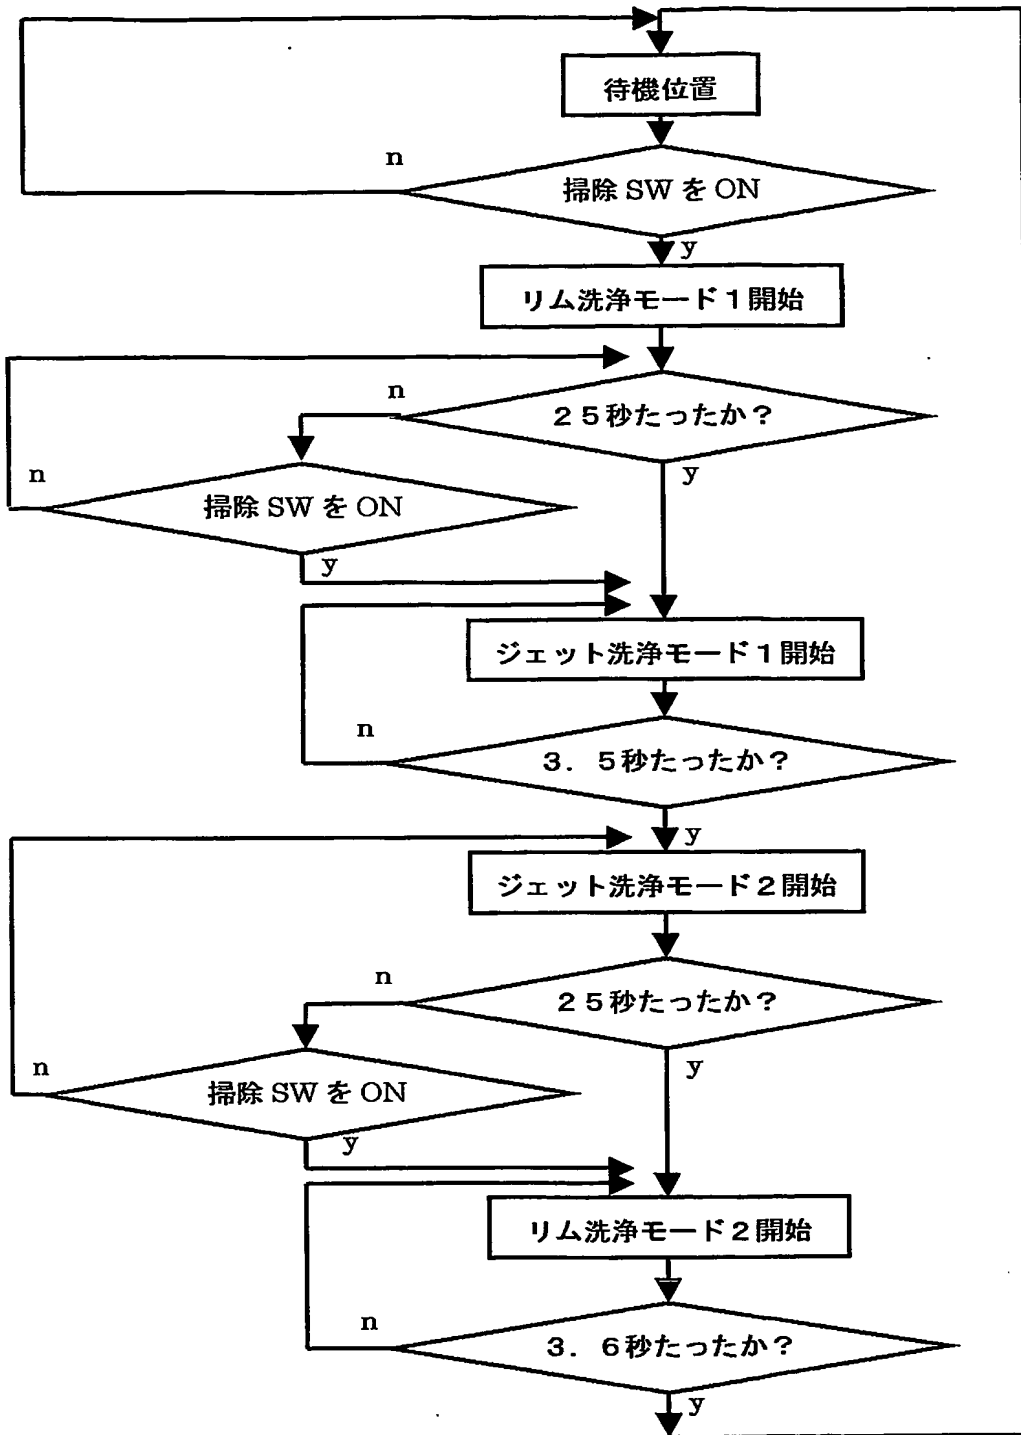 待機位置
n
掃除 SW を ON
y
リム洗浄モード１開始
n
２５秒たったか？
y
n
掃除 SW を ON
y
ジェット洗浄モード１開始
n
３．５秒たったか？
y
ジェット洗浄モード２開始
n
２５秒たったか？
y
n
掃除 SW を ON
y
リム洗浄モード２開始
n
３．６秒たったか？
y